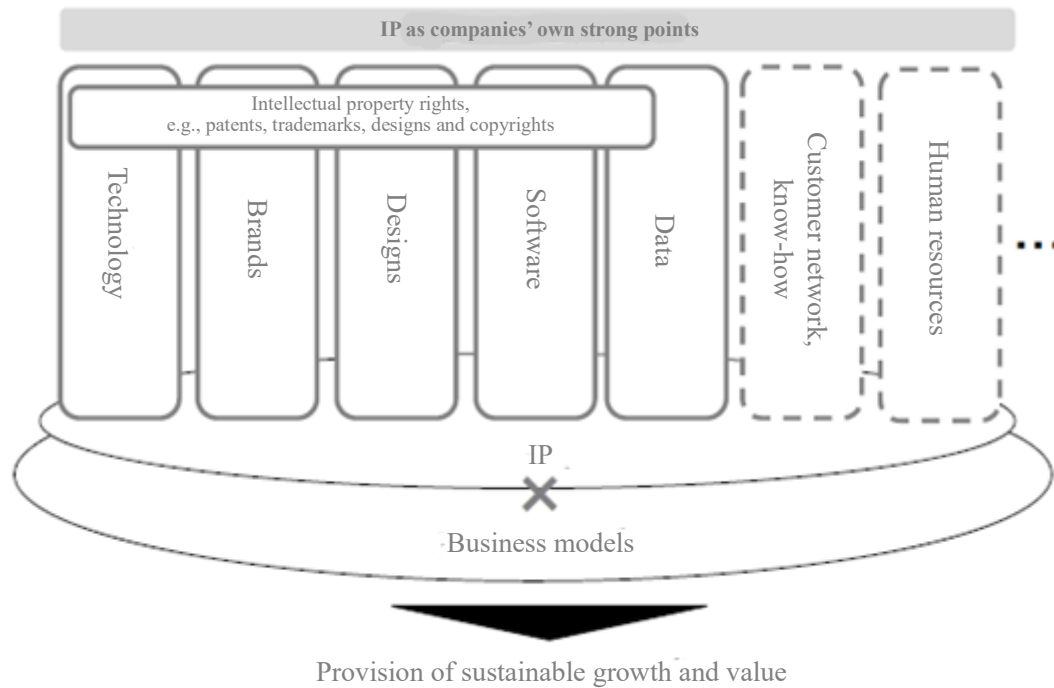 IP as companies' own strong points
Intellectual property rights,
e.g., patents, trademarks, designs and copyrights
Technology
Brands
Designs
Software
Data
Customer network,
know-how
Human resources
...
IP
×
Business models
Provision of sustainable growth and value